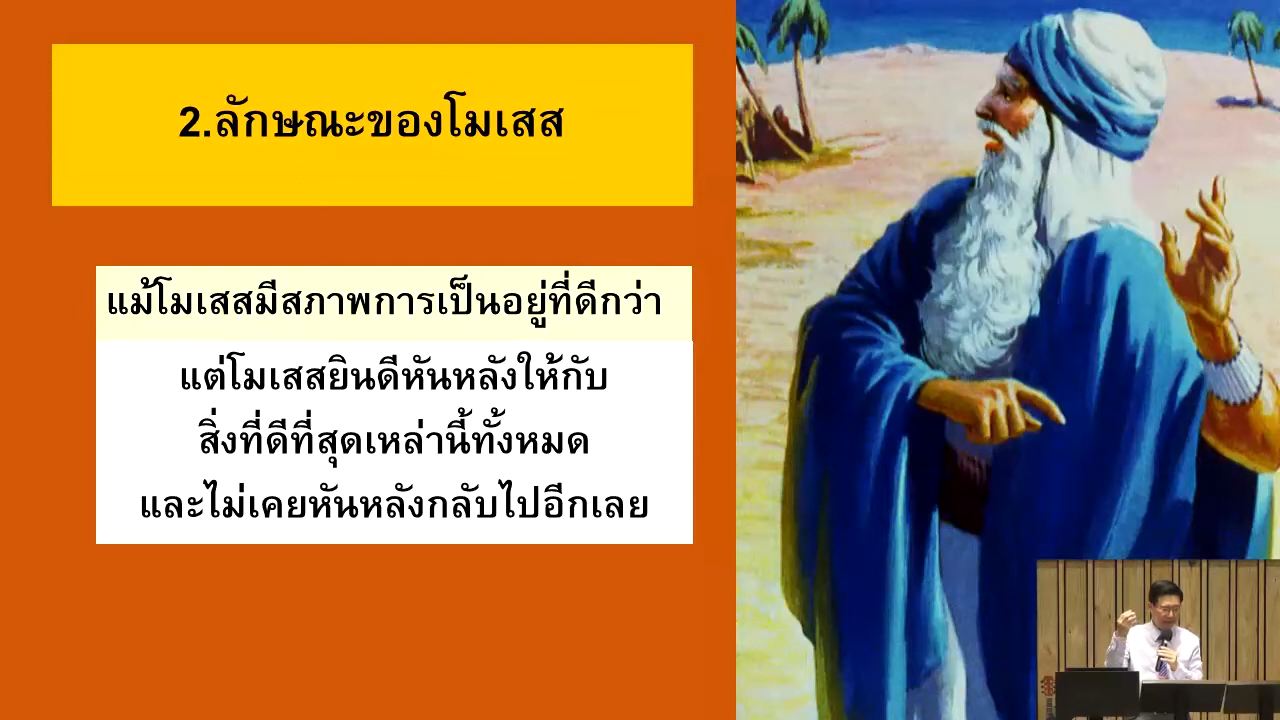 2.ลักษณะของโมเสส
แม้โมเสสมีสภาพการเป็นอยู่ที่ดีกว่า
แต่โมเสสยินดีหันหลังให้กับ
สิ่งที่ดีที่สุดเหล่านี้ทั้งหมด
และไม่เคยหันหลังกลับไปอีกเลย